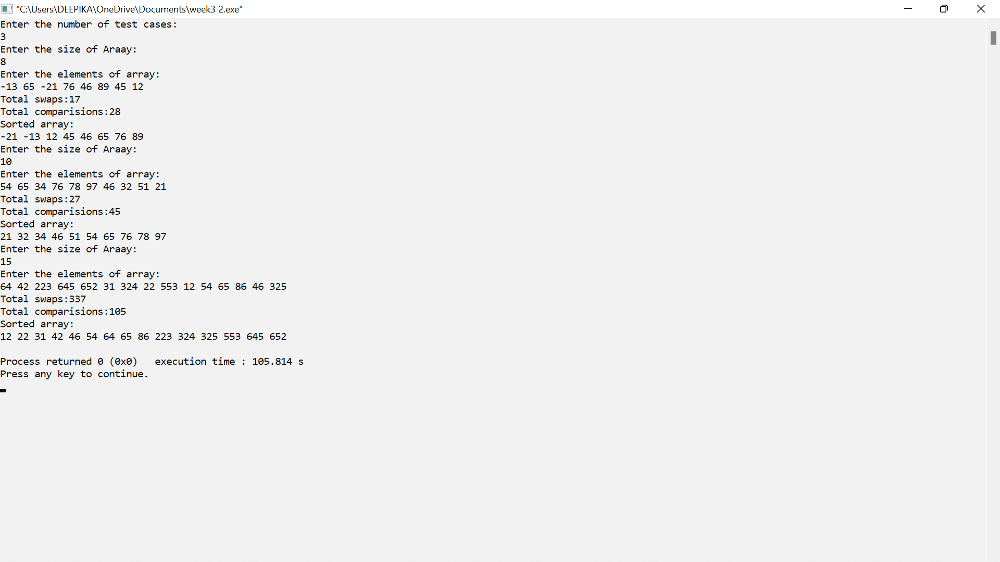 "C:\Users\DEEPIKA\OneDrive\Documents\week3 2.exe"
Enter the number of test cases:
3
Enter the size of Araay:
8
Enter the elements of array:
-13 65 -21 76 46 89 45 12
Total swaps:17
Total comparisions:28
Sorted array:
-21 -13 12 45 46 65 76 89
Enter the size of Araay:
10
Enter the elements of array:
54 65 34 76 78 97 46 32 51 21
Total swaps:27
Total comparisions:45
Sorted array:
21 32 34 46 51 54 65 76 78 97
Enter the size of Araay:
15
Enter the elements of array:
64 42 223 645 652 31 324 22 553 12 54 65 86 46 325
Total swaps:337
Total comparisions:105
Sorted array:
12 22 31 42 46 54 64 65 86 223 324 325 553 645 652
Process returned 0 (0x0)   execution time : 105.814 s
Press any key to continue.